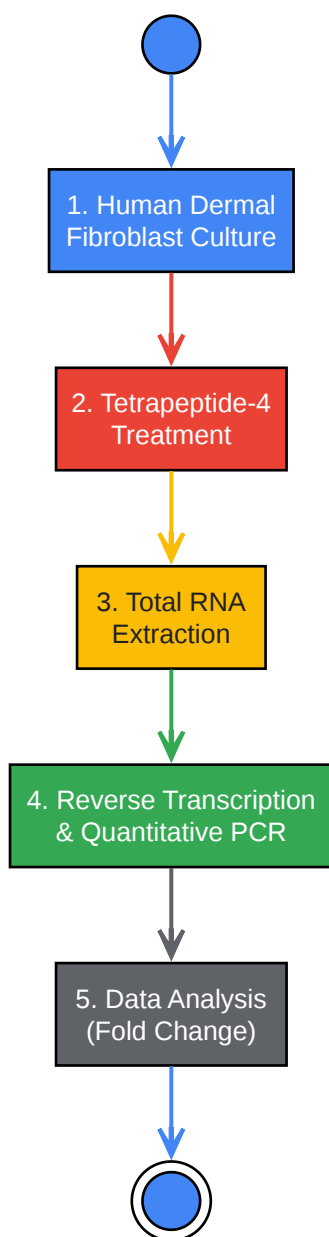 1. Human Dermal
Fibroblast Culture
2. Tetrapeptide-4
Treatment
3. Total RNA
Extraction
4. Reverse Transcription
& Quantitative PCR
5. Data Analysis
(Fold Change)